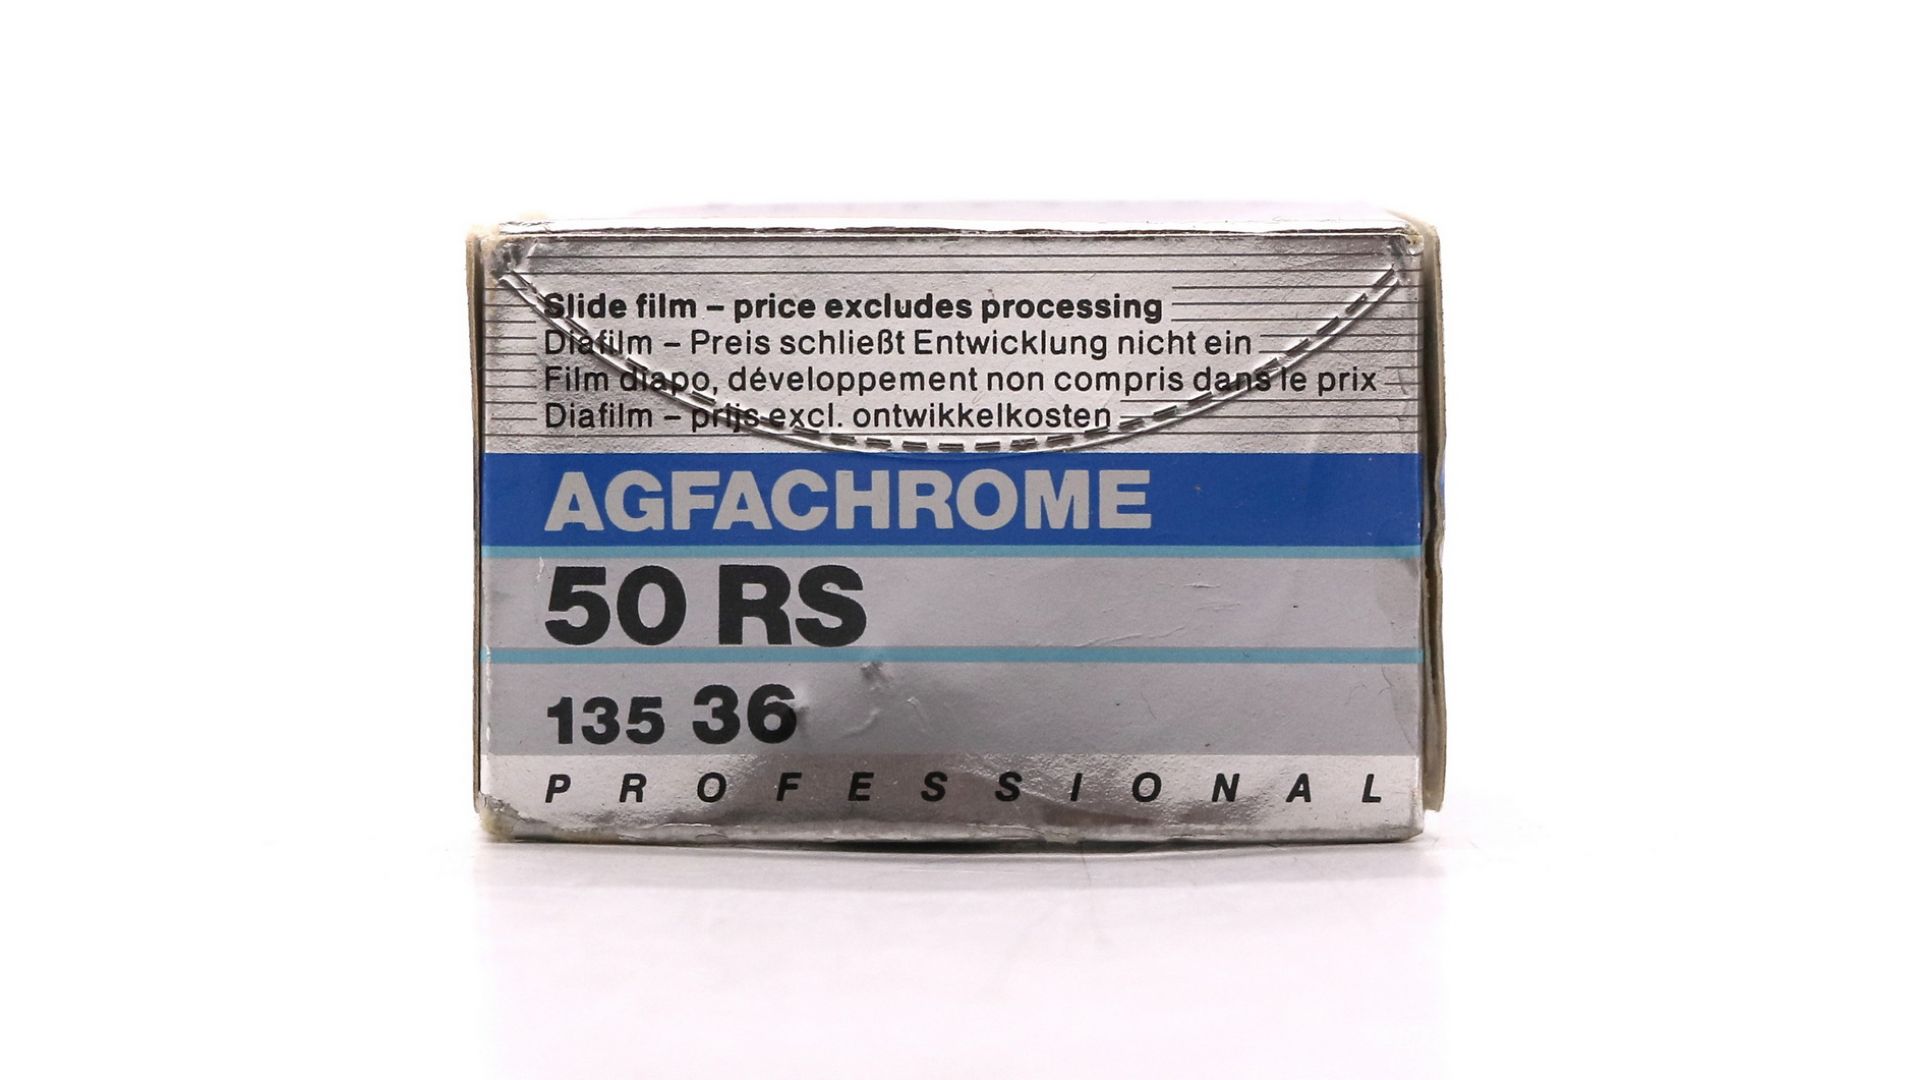 Slide film – price excludes processing
Diafilm – Preis schließt Entwicklung nicht ein
Film diapo, développement non compris dans le prix
Diafilm – prijs excl. ontwikkelkosten
AGFACHROME
50 RS
135 36
PROFESSIONAL